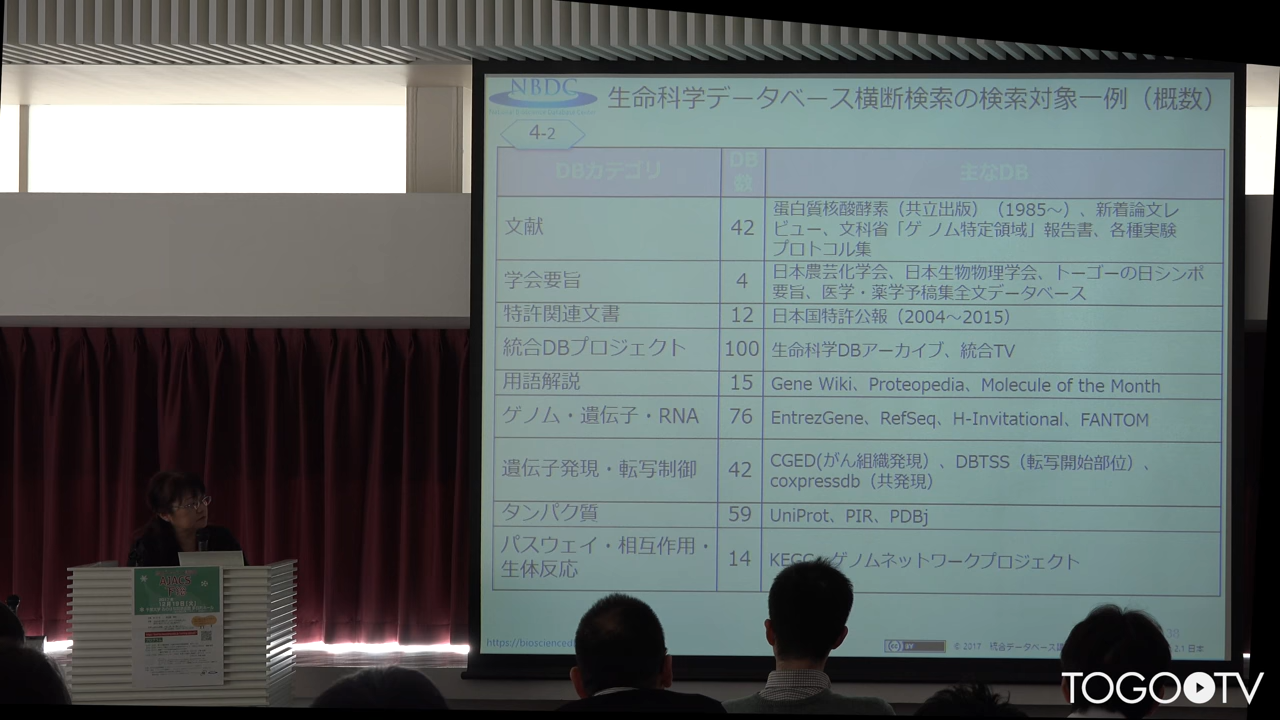 NBDC
生命科学データベース横断検索の検索対象一例（概数）
4-2
DBカテゴリ
DB
数
主なDB
文献
42
蛋白質核酸酵素（共立出版）（1985～）、新着論文レ
ビュー、文科省「ゲ ノム特定領域」報告書、各種実験
プロトコル集
学会要旨
4
日本農芸化学会、日本生物物理学会、トーゴーの日シンポ
要旨、医学・薬学予稿集全文データベース
特許関連文書
12
日本国特許公報（2004～2015）
統合DBプロジェクト
100
生命科学DBアーカイブ、統合TV
用語解説
15
Gene Wiki、Proteopedia、Molecule of the Month
ゲノム・遺伝子・RNA
76
EntrezGene、RefSeq、H-Invitational、FANTOM
遺伝子発現・転写制御
42
CGED(がん組織発現）、DBTSS（転写開始部位）、
coxpressdb（共発現）
タンパク質
59
UniProt、PIR、PDBj
パスウェイ・相互作用・
生体反応
14
KEGG、ゲノムネットワークプロジェクト
https://bioscienced
cc BY
© 2017 統合データベース講
2.1 日本
TOGO TV